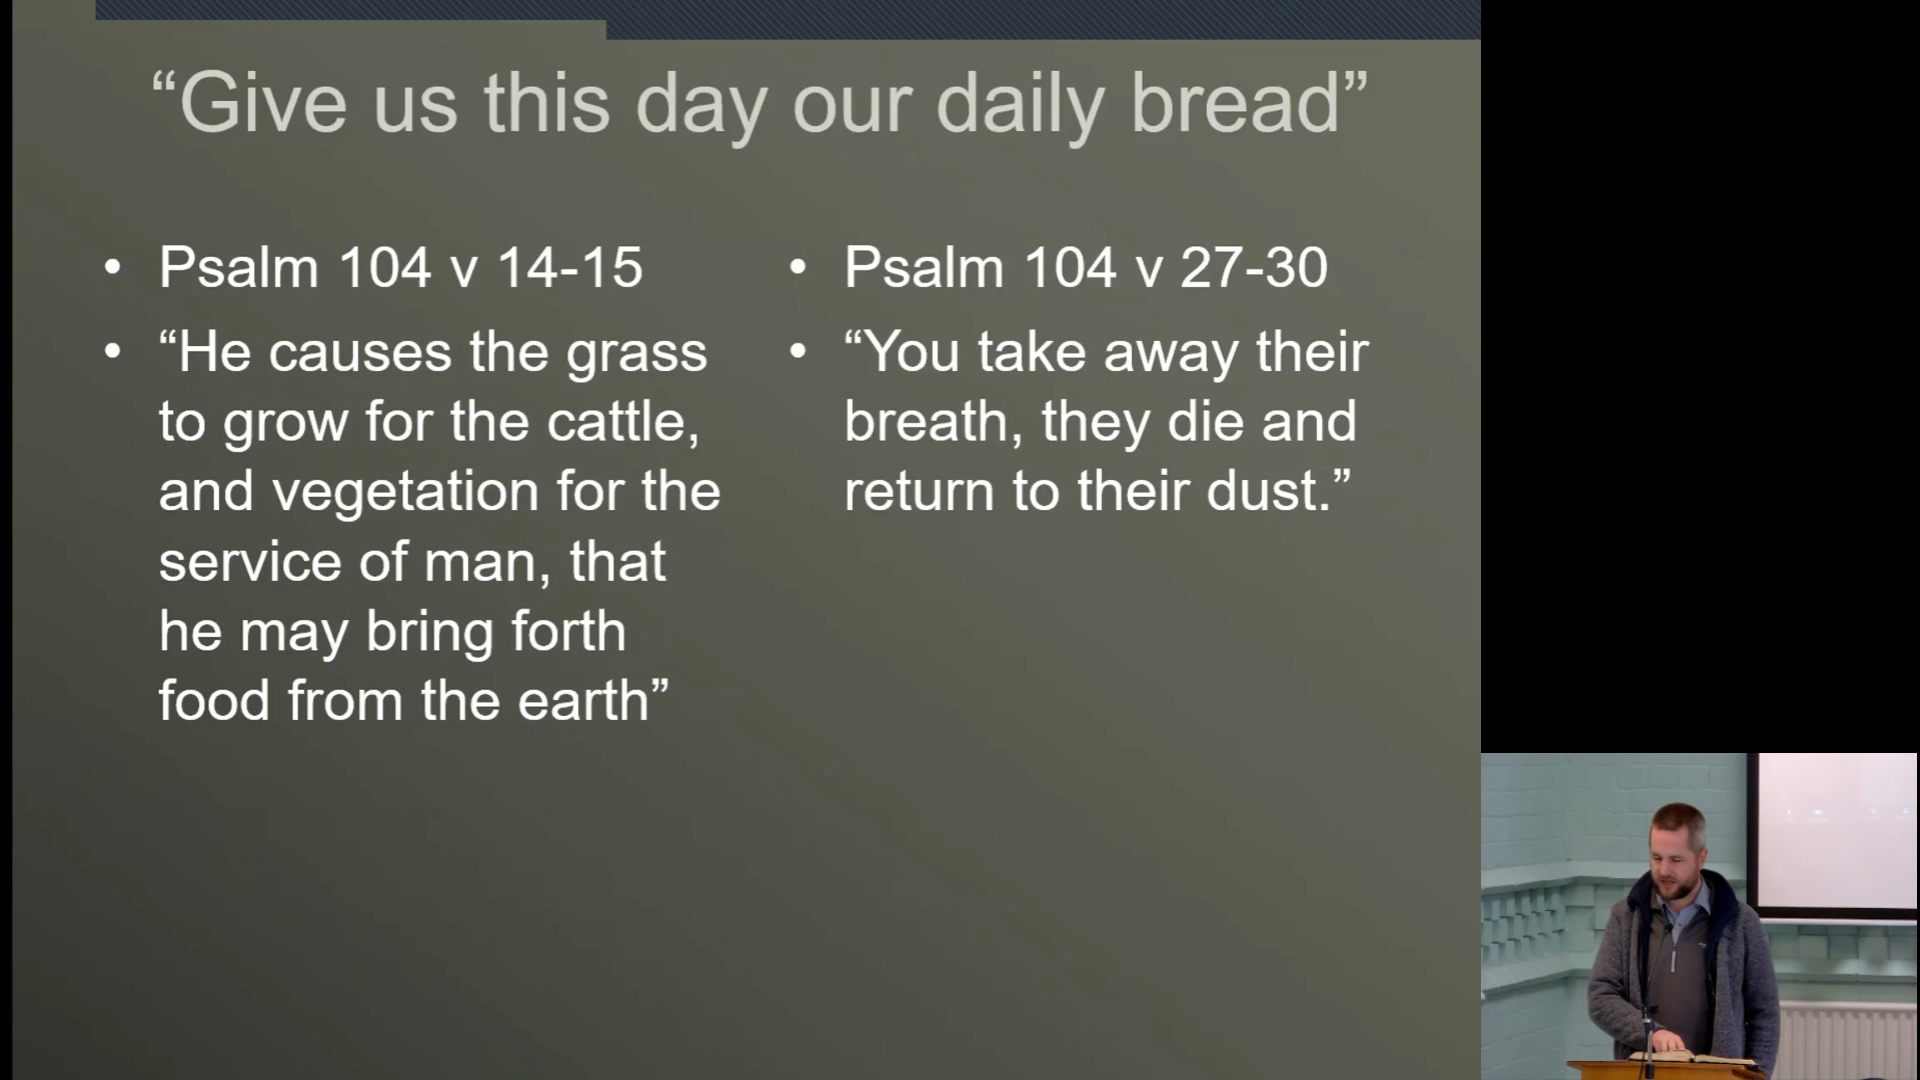 “Give us this day our daily bread”
• Psalm 104 v 14-15
• “He causes the grass
to grow for the cattle,
and vegetation for the
service of man, that
he may bring forth
food from the earth”
• Psalm 104 v 27-30
• “You take away their
breath, they die and
return to their dust.”